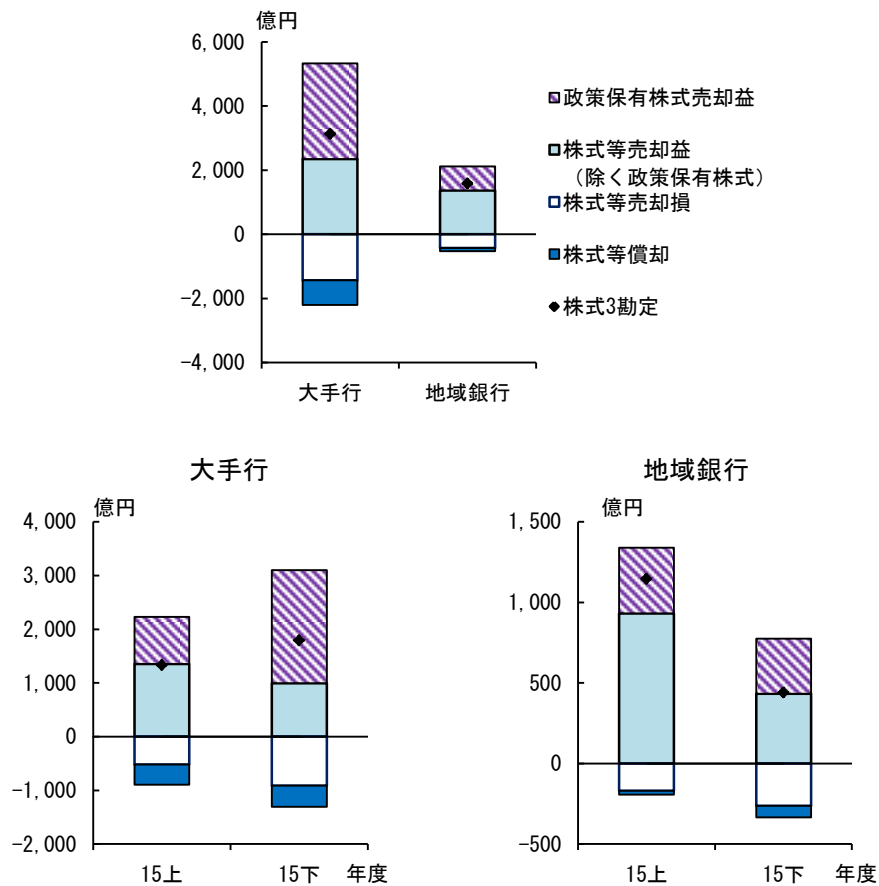 億円
6,000
4,000
2,000
0
-2,000
-4,000
大手行
地域銀行
政策保有株式売却益
株式等売却益
（除く政策保有株式）
株式等売却損
株式等償却
株式3勘定
大手行
億円
4,000
3,000
2,000
1,000
0
-1,000
-2,000
15上
15下
年度
地域銀行
億円
1,500
1,000
500
0
-500
15上
15下
年度